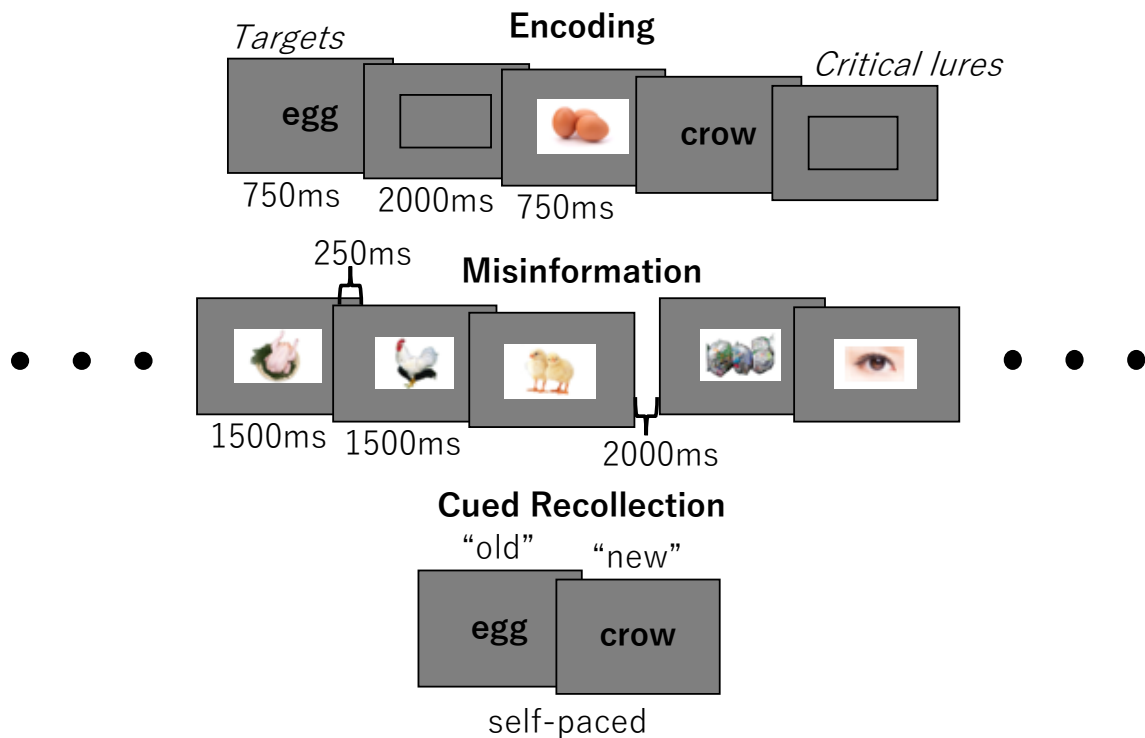 Encoding
Targets
Critical lures
egg
crow
750ms
2000ms
750ms
250ms
Misinformation
1500ms
1500ms
2000ms
Cued Recollection
“old”
“new”
egg
crow
self-paced